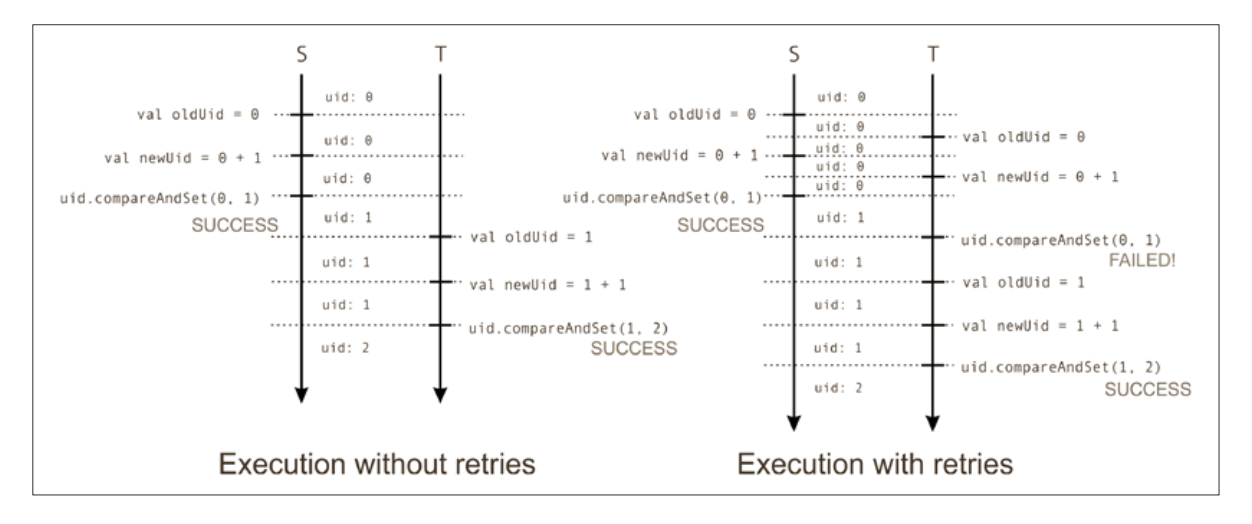 S T
uid: 0
val oldUid = 0
uid: 0
val newUid = 0 + 1
uid: 0
uid.compareAndSet(0, 1)
SUCCESS
uid: 1
val oldUid = 1
uid: 1
val newUid = 1 + 1
uid: 1
uid.compareAndSet(1, 2)
SUCCESS
uid: 2
Execution without retries
S T
uid: 0
val oldUid = 0
uid: 0
val oldUid = 0
uid: 0
val newUid = 0 + 1
uid: 0
val newUid = 0 + 1
uid: 0
uid.compareAndSet(0, 1)
SUCCESS
uid: 1
uid.compareAndSet(0, 1)
FAILED!
uid: 1
val oldUid = 1
uid: 1
val newUid = 1 + 1
uid: 1
uid.compareAndSet(1, 2)
SUCCESS
uid: 2
Execution with retries